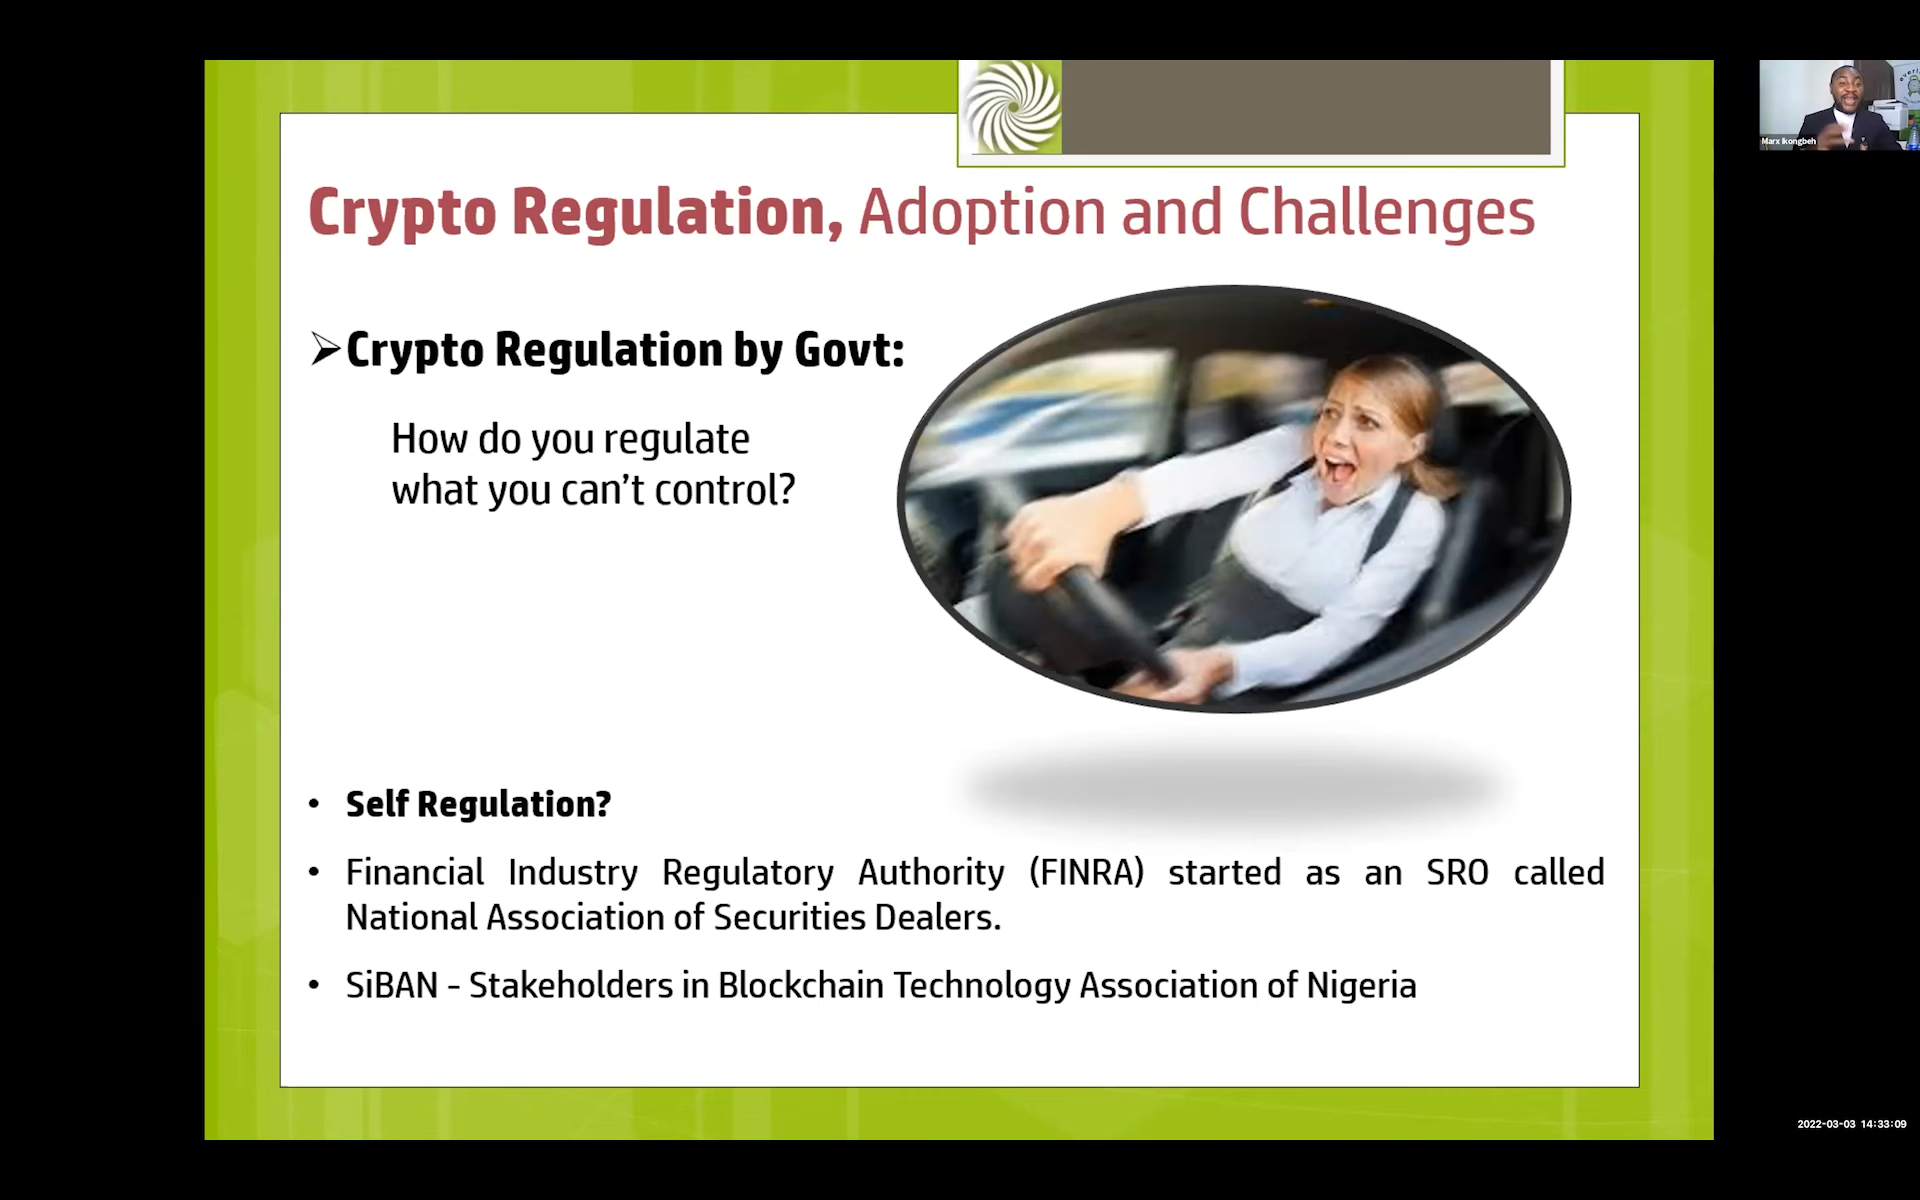 Crypto Regulation, Adoption and Challenges
➢Crypto Regulation by Govt:
How do you regulate
what you can’t control?
• Self Regulation?
• Financial Industry Regulatory Authority (FINRA) started as an SRO called
National Association of Securities Dealers.
• SiBAN - Stakeholders in Blockchain Technology Association of Nigeria
Marx Ikongbeh
2022-03-03 14:33:09